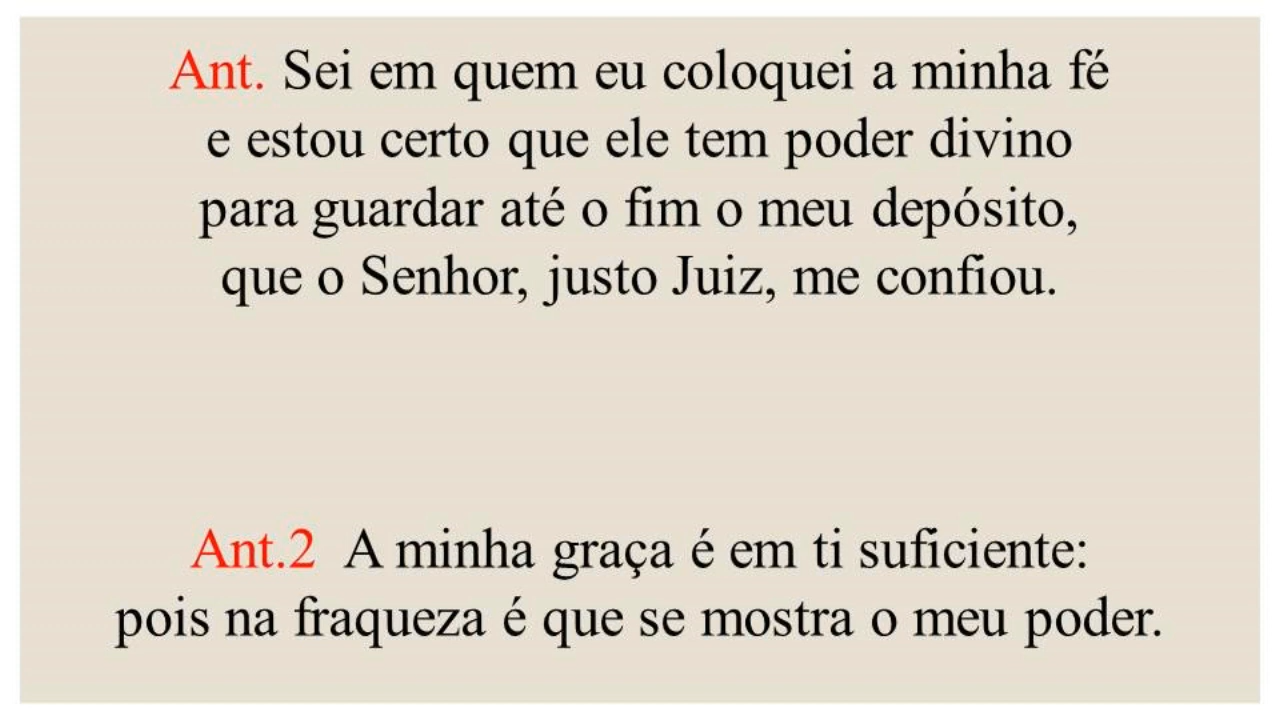 Ant. Sei em quem eu coloquei a minha fé
e estou certo que ele tem poder divino
para guardar até o fim o meu depósito,
que o Senhor, justo Juiz, me confiou.
Ant.2 A minha graça é em ti suficiente:
pois na fraqueza é que se mostra o meu poder.